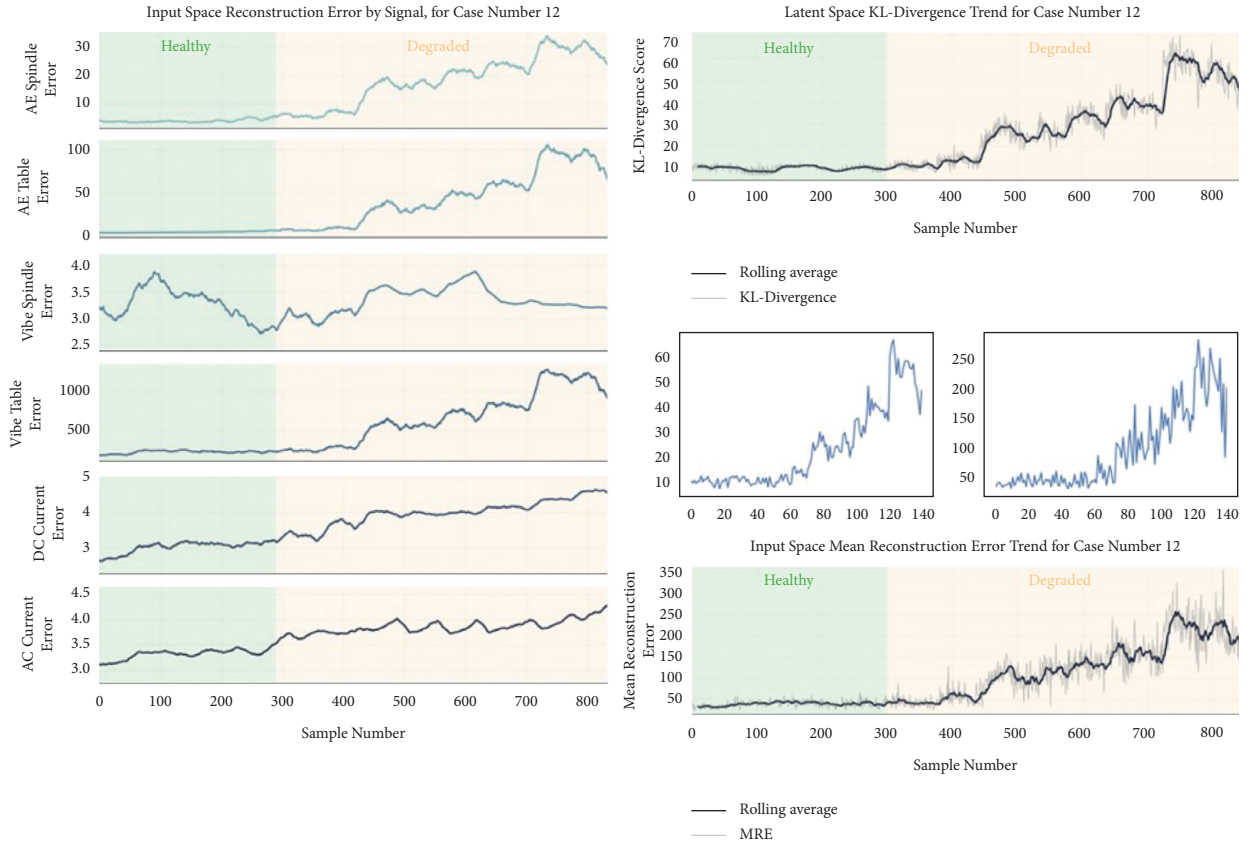 Input Space Reconstruction Error by Signal, for Case Number 12
Healthy
Degraded
AE Spindle
Error
30
20
10
AE Table
Error
100
50
0
Vibe Spindle
Error
4.0
3.5
3.0
2.5
Vibe Table
Error
1000
500
DC Current
Error
5
4
3
AC Current
Error
4.5
4.0
3.5
3.0
0 100 200 300 400 500 600 700 800
Sample Number
Latent Space KL-Divergence Trend for Case Number 12
Healthy
Degraded
KL-Divergence Score
70
60
50
40
30
20
10
0 100 200 300 400 500 600 700 800
Sample Number
Rolling average
KL-Divergence
60
50
40
30
20
10
0 20 40 60 80 100 120 140
250
200
150
100
50
0 20 40 60 80 100 120 140
Input Space Mean Reconstruction Error Trend for Case Number 12
Healthy
Degraded
Mean Reconstruction
Error
350
300
250
200
150
100
50
0 100 200 300 400 500 600 700 800
Sample Number
Rolling average
MRE